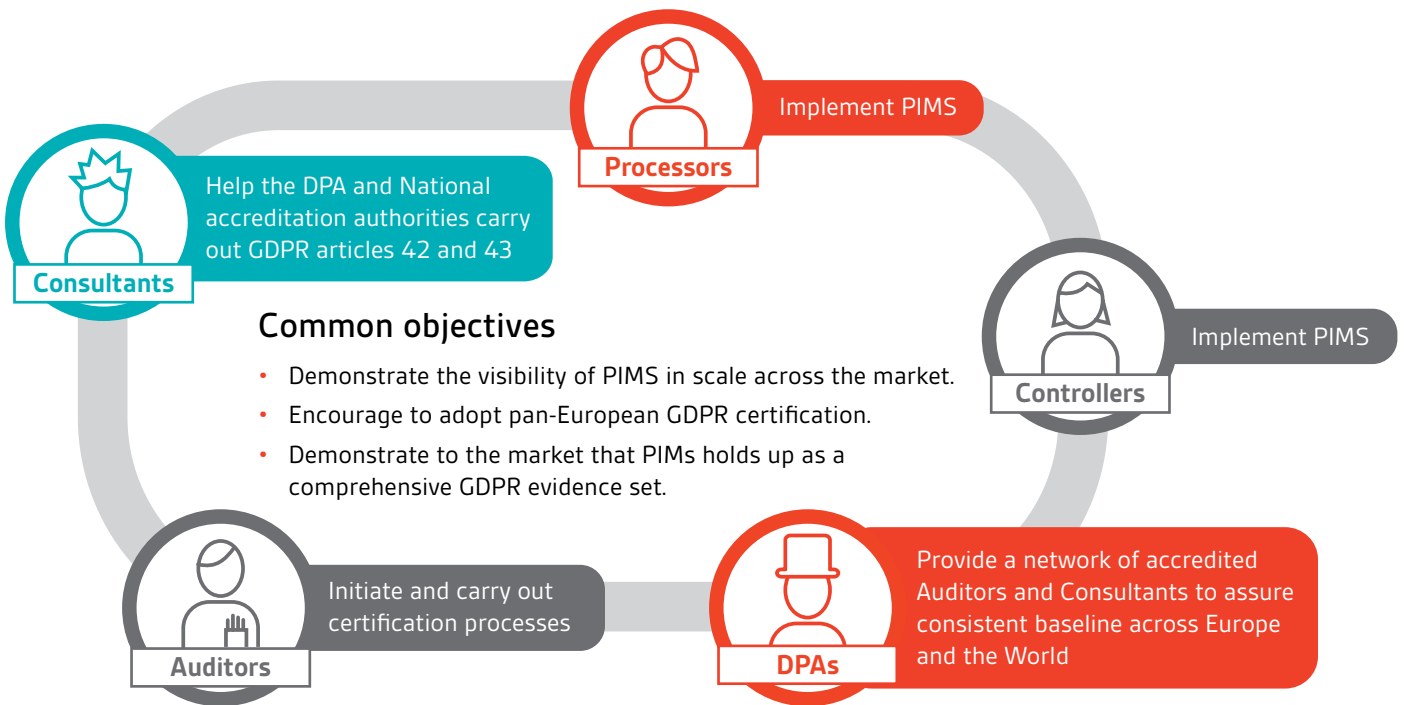 Implement PIMS
Processors
Help the DPA and National
accreditation authorities carry
out GDPR articles 42 and 43
Consultants
Implement PIMS
Controllers
Common objectives
• Demonstrate the visibility of PIMS in scale across the market.
• Encourage to adopt pan-European GDPR certification.
• Demonstrate to the market that PIMs holds up as a
comprehensive GDPR evidence set.
Initiate and carry out
certification processes
Auditors
Provide a network of accredited
Auditors and Consultants to assure
consistent baseline across Europe
and the World
DPAs